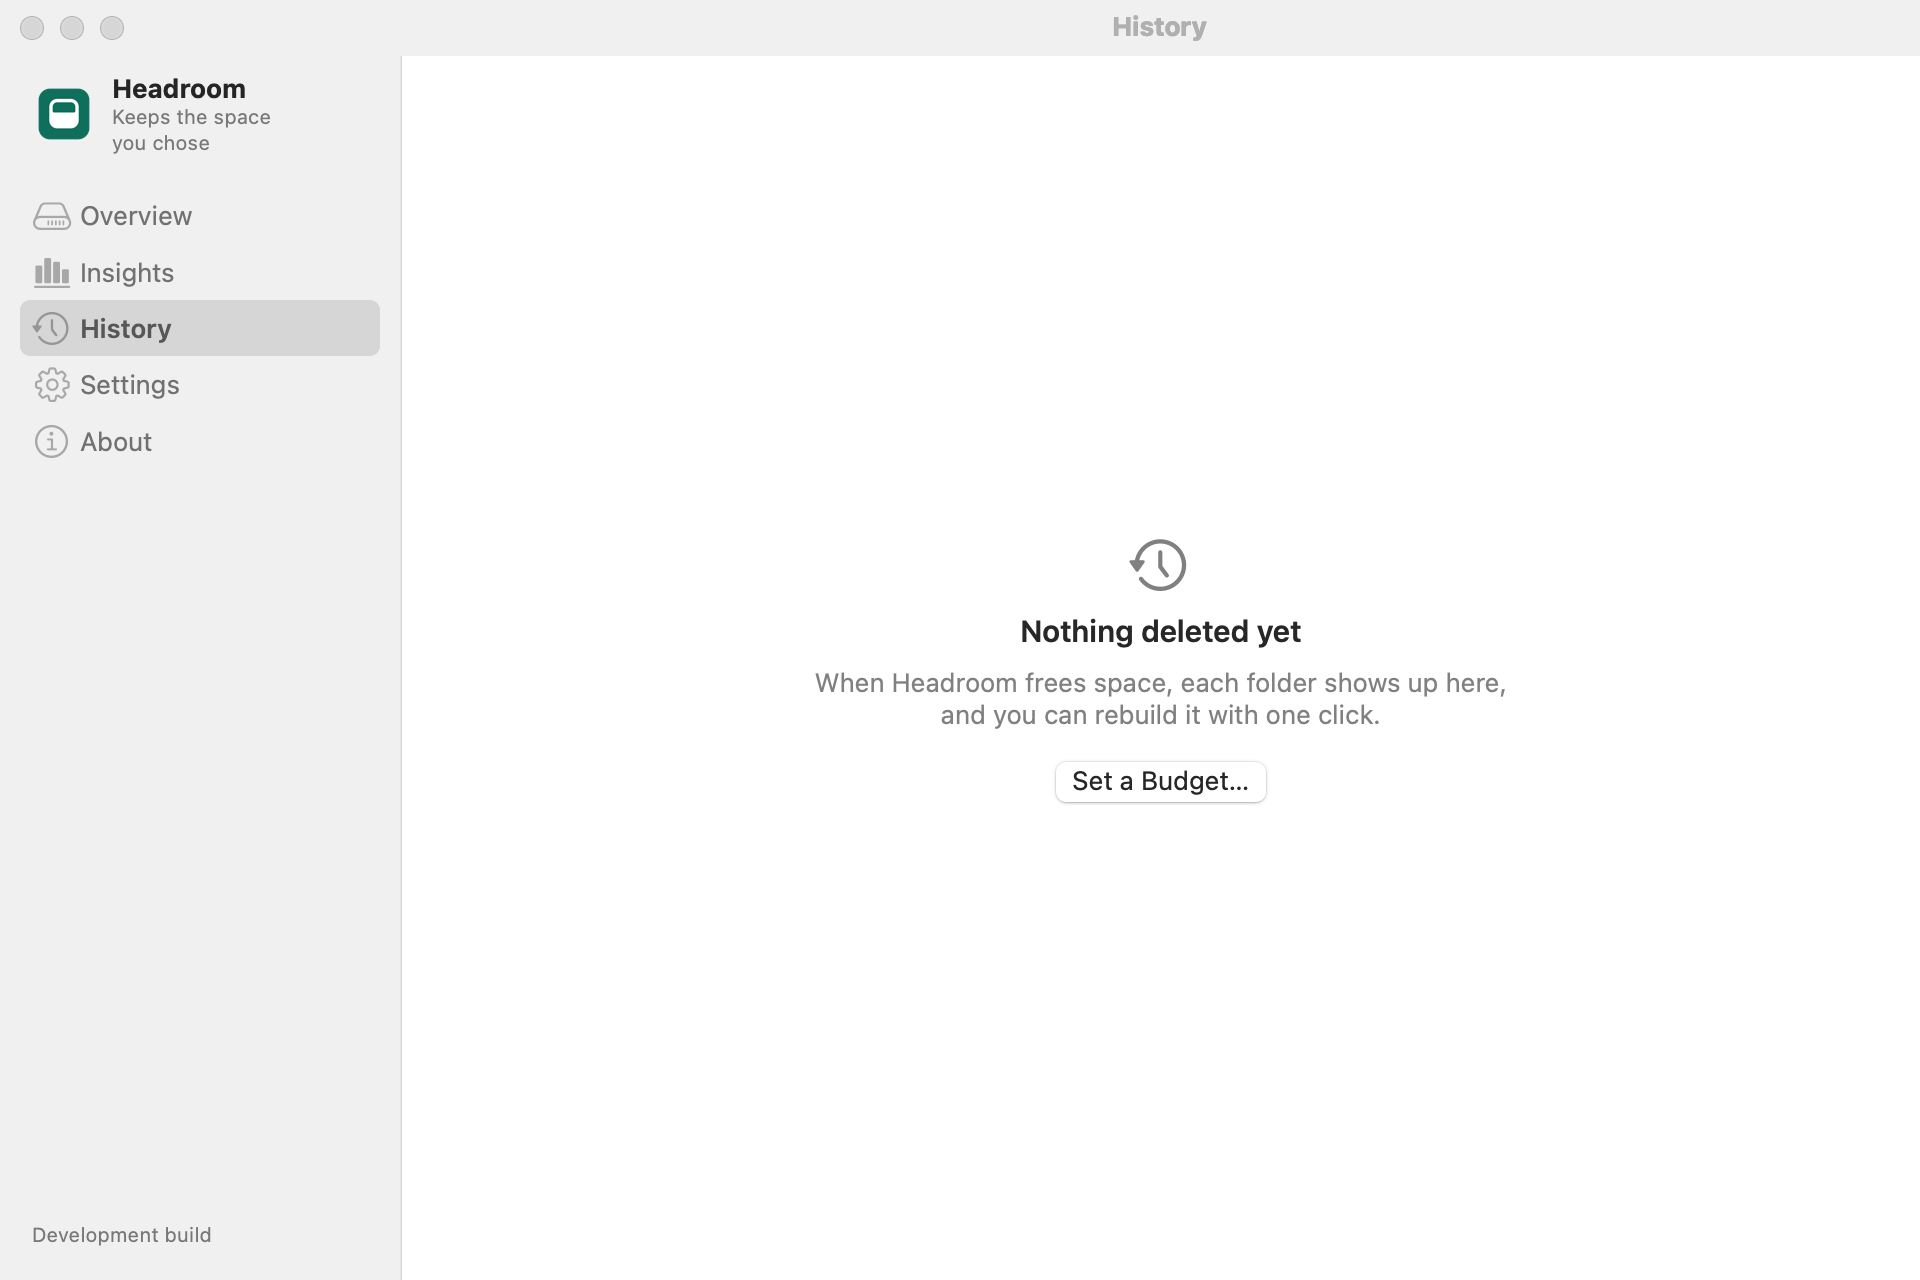 History
Headroom
Keeps the space
you chose
Overview
Insights
History
Settings
About
Nothing deleted yet
When Headroom frees space, each folder shows up here,
and you can rebuild it with one click.
Set a Budget...
Development build